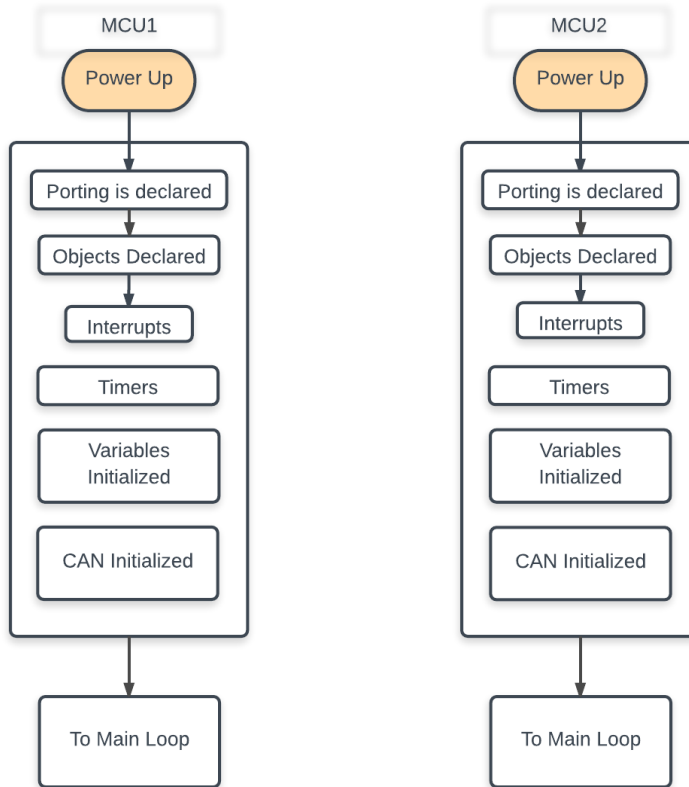 MCU1
Power Up
Porting is declared
Objects Declared
Interrupts
Timers
Variables
Initialized
CAN Initialized
To Main Loop
MCU2
Power Up
Porting is declared
Objects Declared
Interrupts
Timers
Variables
Initialized
CAN Initialized
To Main Loop